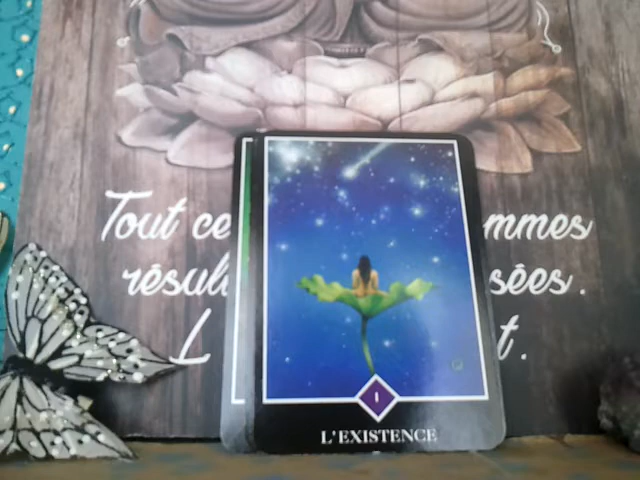 Tout ce mmes
résul sées.
L t.
I
L'EXISTENCE